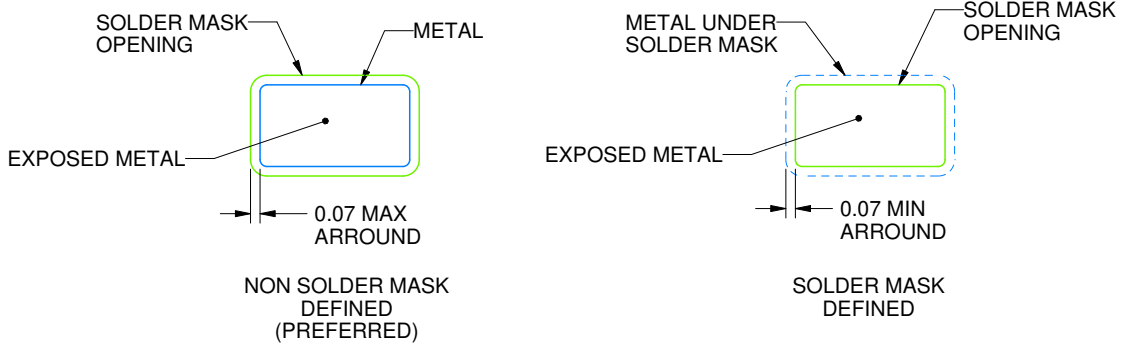 SOLDER MASK
OPENING
METAL
EXPOSED METAL
0.07 MAX
ARROUND
NON SOLDER MASK
DEFINED
(PREFERRED)
METAL UNDER
SOLDER MASK
SOLDER MASK
OPENING
EXPOSED METAL
0.07 MIN
ARROUND
SOLDER MASK
DEFINED